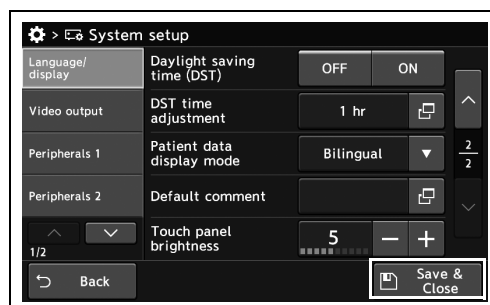 > System setup
Language/
display
Video output
Peripherals 1
Peripherals 2
1/2
Back
Daylight saving
time (DST)
OFF
ON
DST time
adjustment
1 hr
Patient data
display mode
Bilingual
Default comment
Touch panel
brightness
5
2
2
Save &
Close